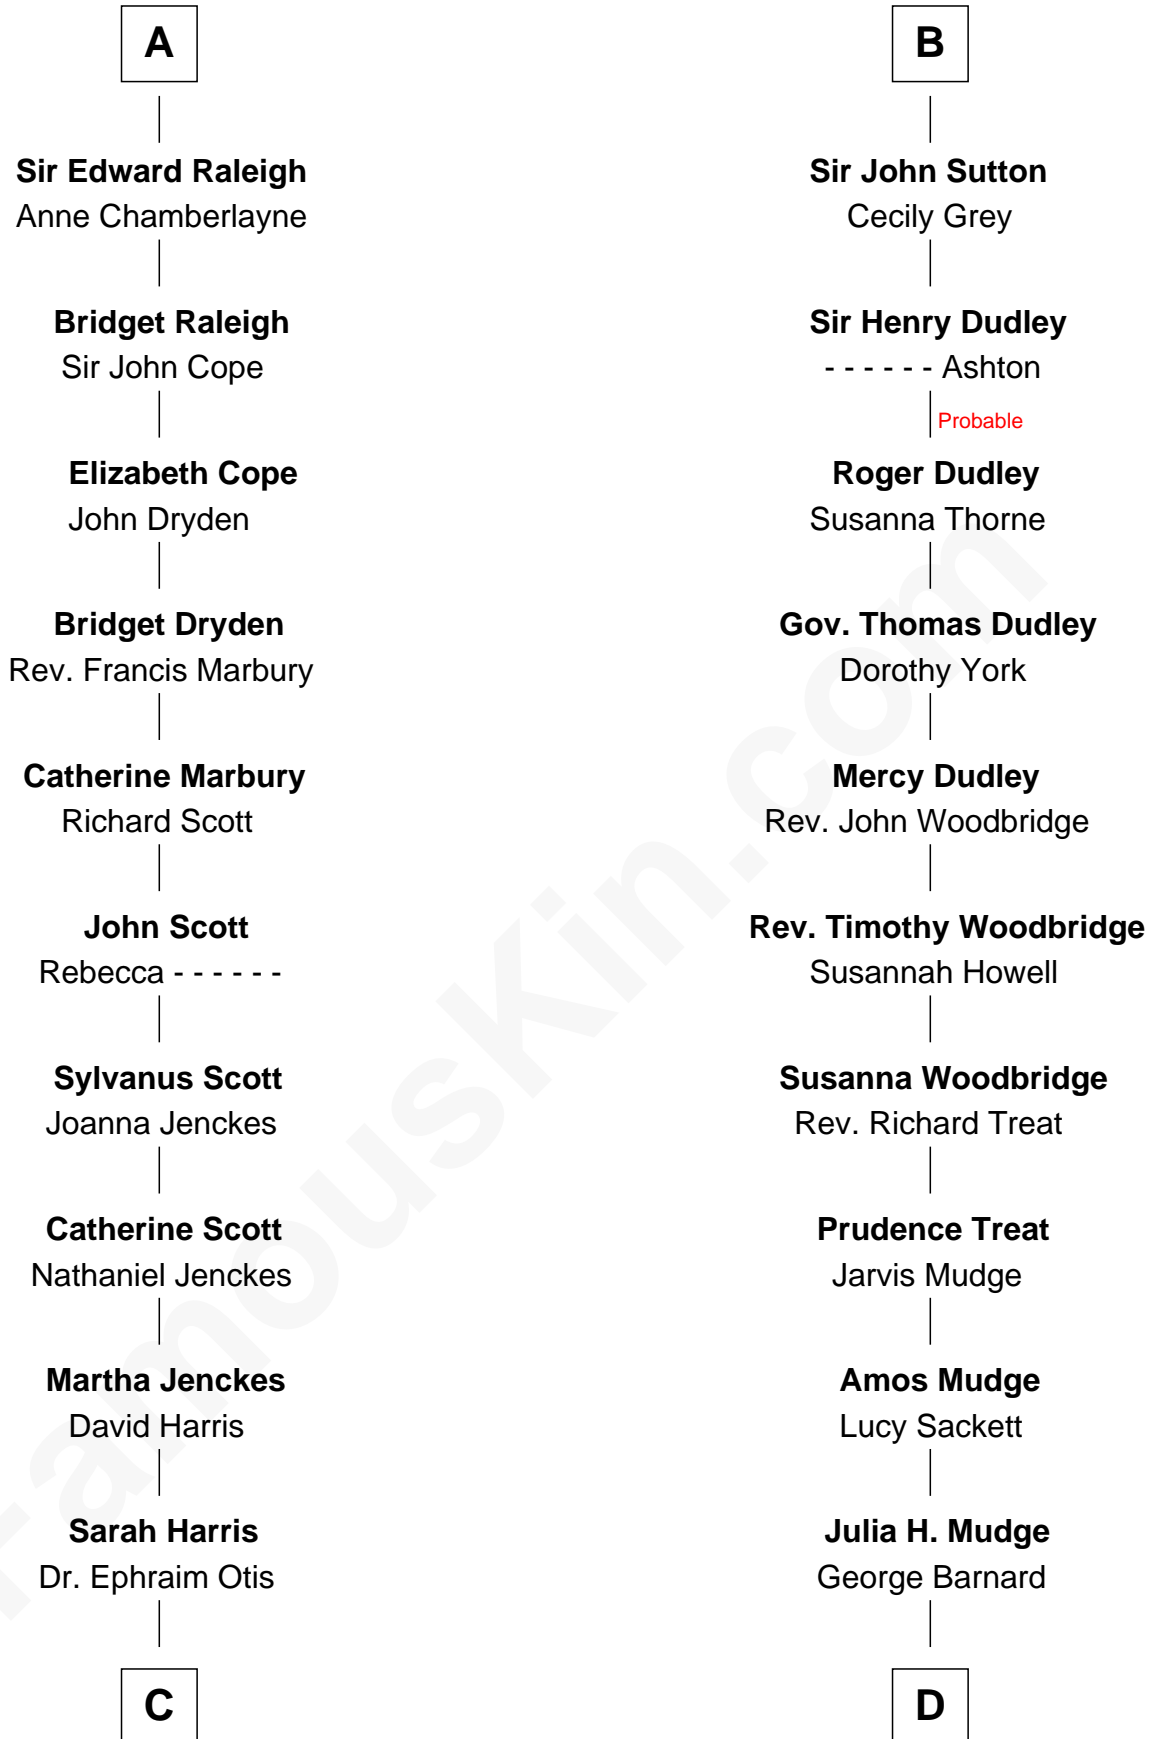 A
Sir Edward Raleigh
Anne Chamberlayne
Bridget Raleigh
Sir John Cope
Elizabeth Cope
John Dryden
Bridget Dryden
Rev. Francis Marbury
Catherine Marbury
Richard Scott
John Scott
Rebecca - - - - - -
Sylvanus Scott
Joanna Jenckes
Catherine Scott
Nathaniel Jenckes
Martha Jenckes
David Harris
Sarah Harris
Dr. Ephraim Otis
C
B
Sir John Sutton
Cecily Grey
Sir Henry Dudley
- - - - - - Ashton
Probable
Roger Dudley
Susanna Thorne
Gov. Thomas Dudley
Dorothy York
Mercy Dudley
Rev. John Woodbridge
Rev. Timothy Woodbridge
Susannah Howell
Susanna Woodbridge
Rev. Richard Treat
Prudence Treat
Jarvis Mudge
Amos Mudge
Lucy Sackett
Julia H. Mudge
George Barnard
D
FamousKin.com